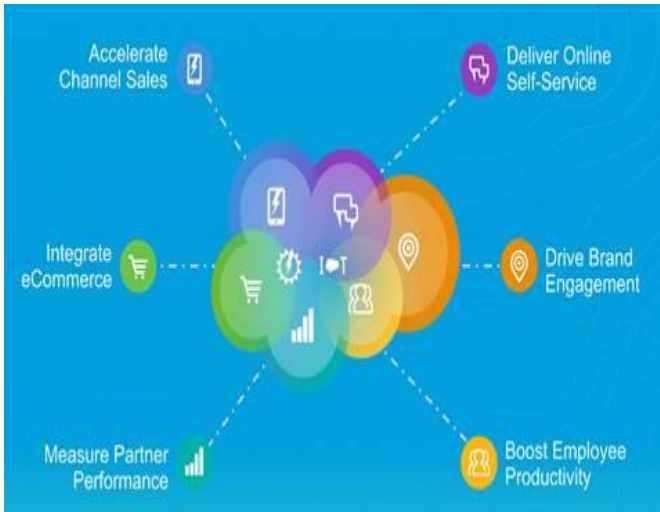 Accelerate
Channel Sales
Deliver Online
Self-Service
Integrate
eCommerce
I T
Drive Brand
Engagement
Measure Partner
Performance
Boost Employee
Productivity